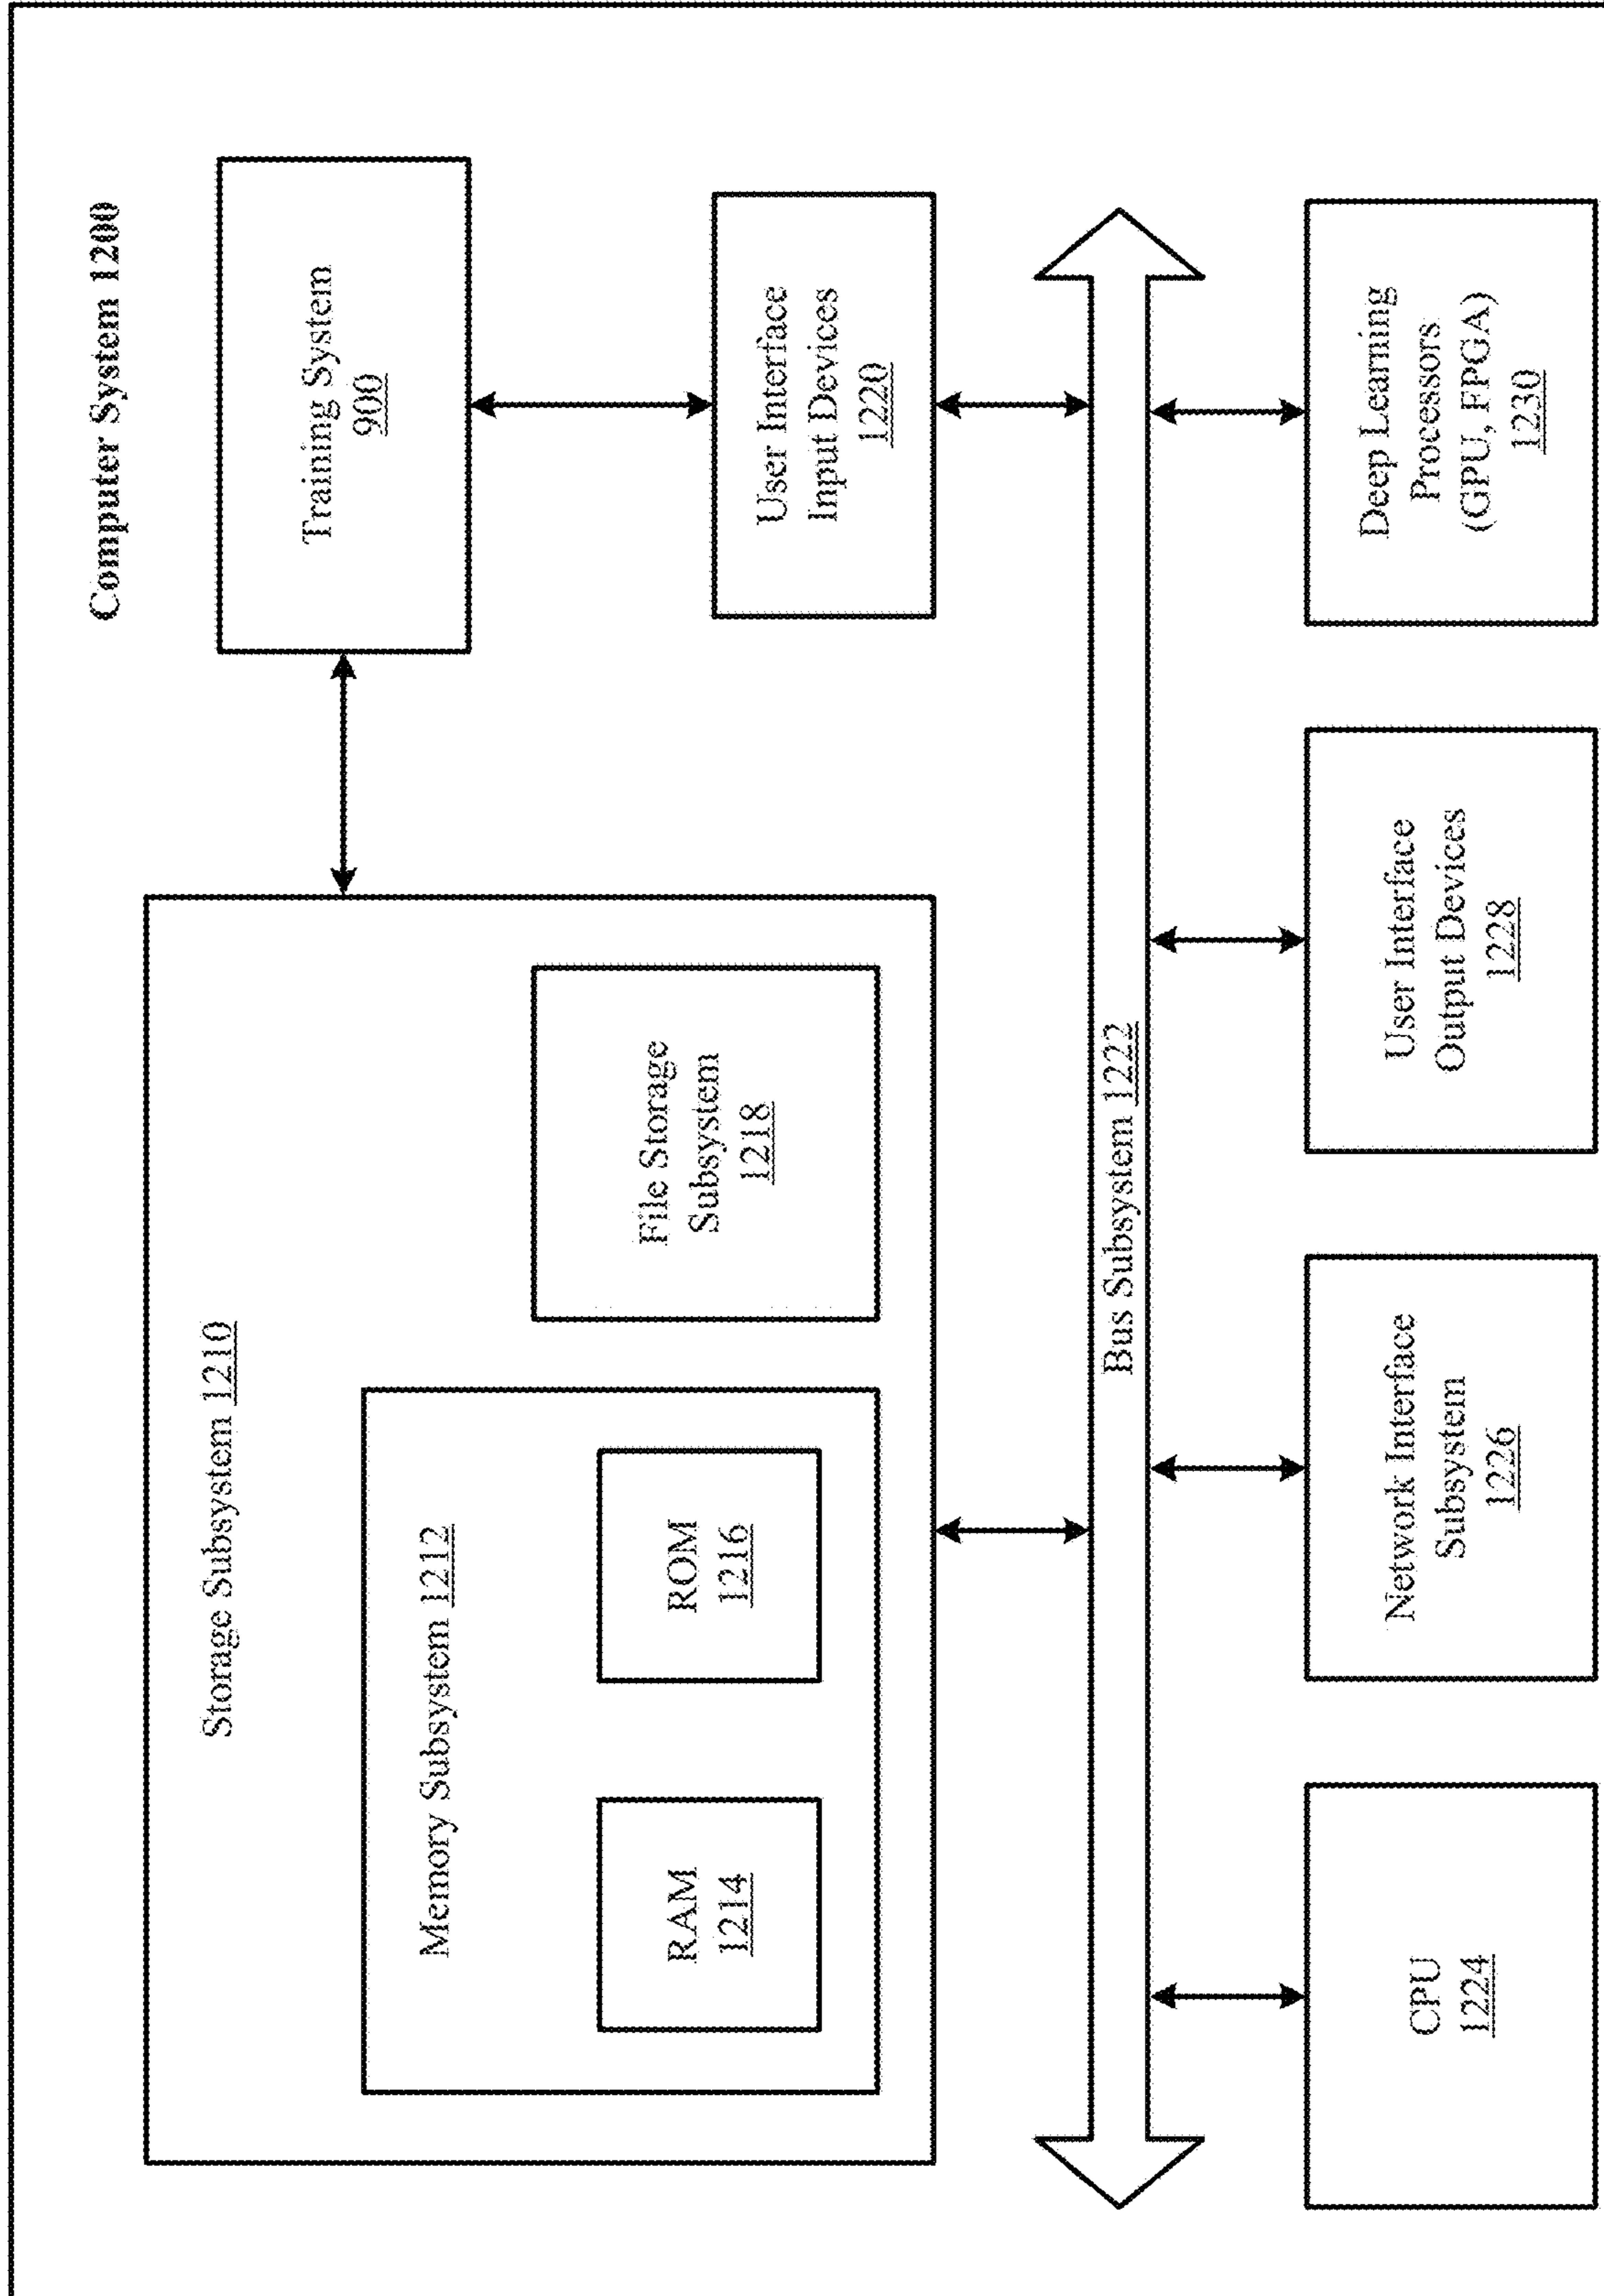 Computer System 1200
Storage Subsystem 1210
Memory Subsystem 1212
RAM
1214
ROM
1216
File Storage
Subsystem
1218
Training System
900
User Interface
Input Devices
1220
Bus Subsystem 1222
CPU
1224
Network Interface
Subsystem
1226
User Interface
Output Devices
1228
Deep Learning
Processors
(GPU, FPGA)
1230